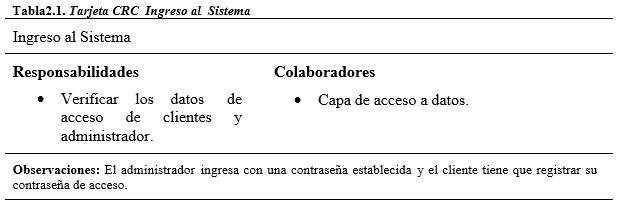 Tabla2.1. Tarjeta CRC Ingreso al Sistema
Ingreso al Sistema
Responsabilidades
• Verificar los datos de
acceso de clientes y
administrador.
Colaboradores
• Capa de acceso a datos.
Observaciones: El administrador ingresa con una contraseña establecida y el cliente tiene que registrar su
contraseña de acceso.